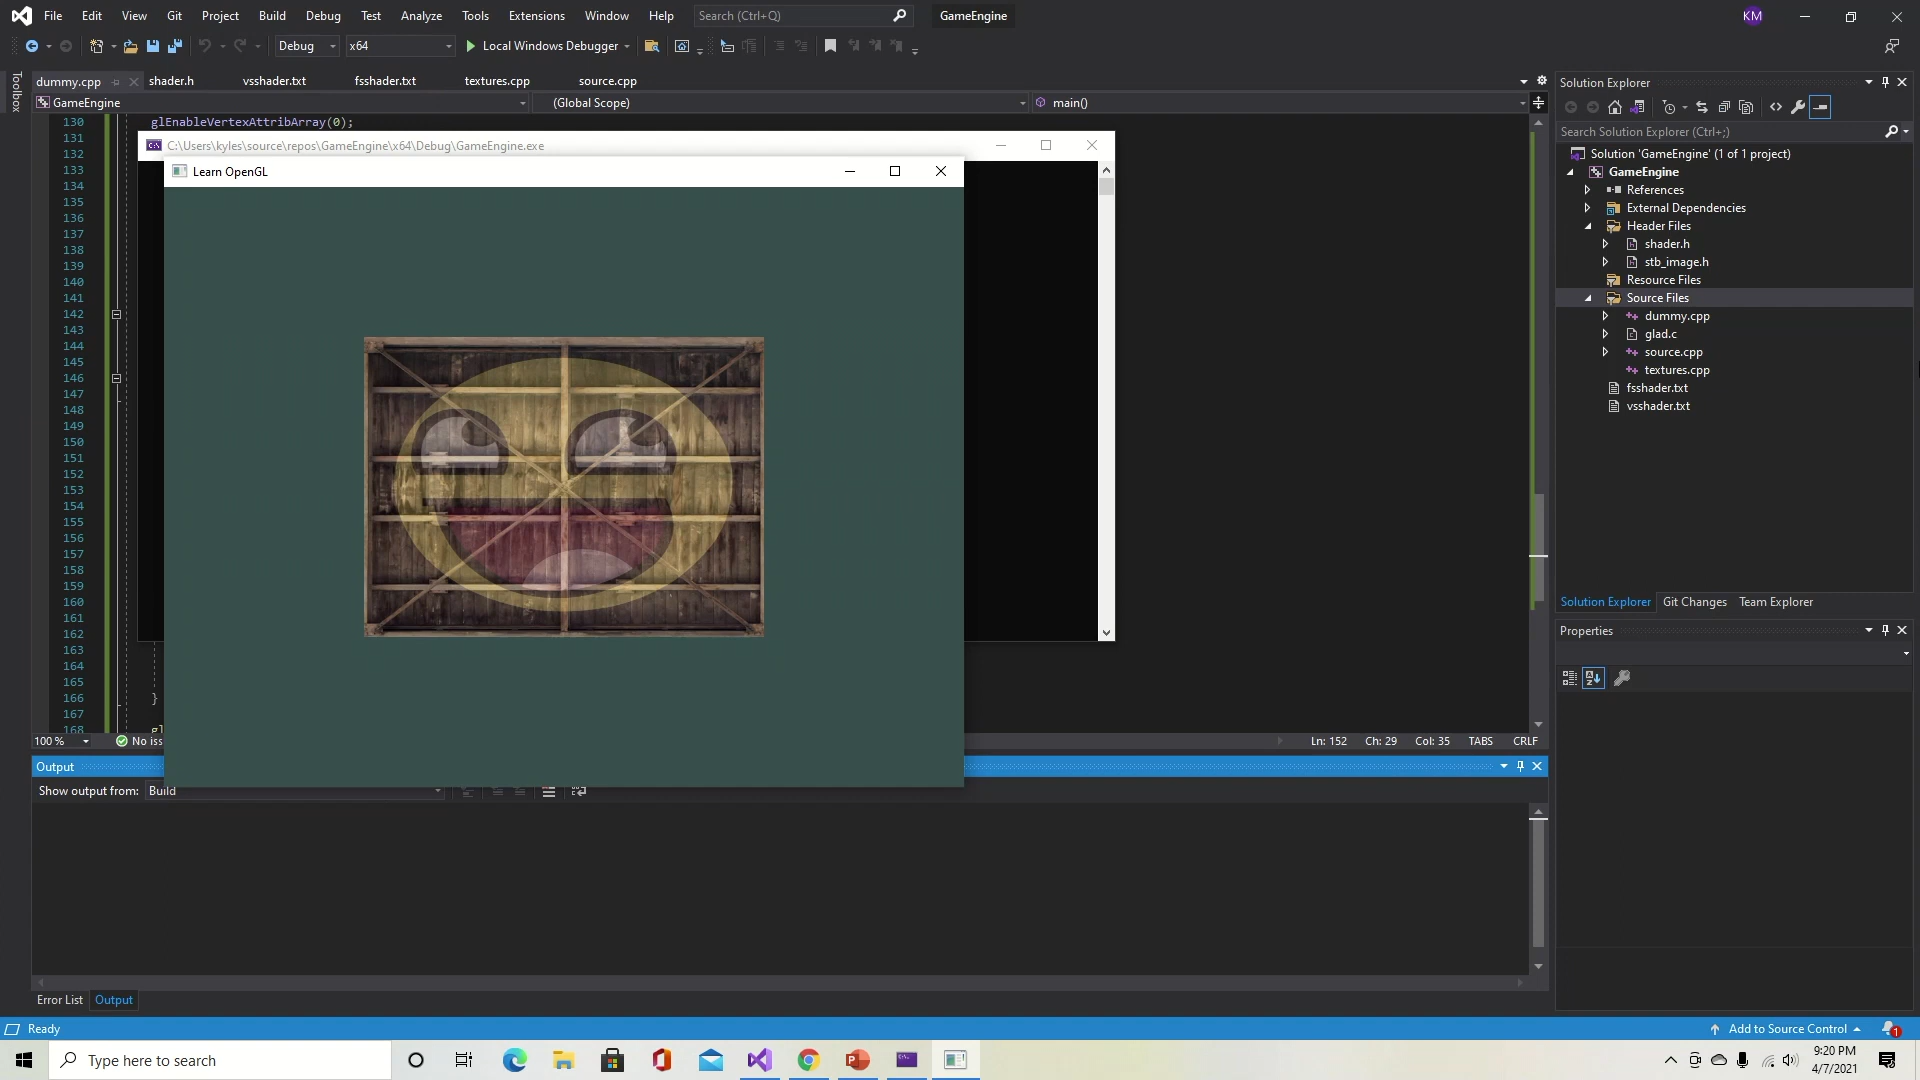 File Edit View Git Project Build Debug Test Analyze Tools Extensions Window Help Search (Ctrl+Q) GameEngine KM
Debug x64 Local Windows Debugger
Toolbox
dummy.cpp shader.h vsshader.txt fsshader.txt textures.cpp source.cpp
GameEngine (Global Scope) main()
130 glEnableVertexAttribArray(0);
131
132
133
134
135
136
137
138
139
140
141
142
143
144
145
146
147
148
149
150
151
152
153
154
155
156
157
158
159
160
161
162
163
164
165
166 }
167
168 gl
C:\Users\kyles\source\repos\GameEngine\x64\Debug\GameEngine.exe
Learn OpenGL
100 % No iss Ln: 152 Ch: 29 Col: 35 TABS CRLF
Output
Show output from: Build
Error List Output
Solution Explorer
Search Solution Explorer (Ctrl+;)
Solution 'GameEngine' (1 of 1 project)
GameEngine
References
External Dependencies
Header Files
shader.h
stb_image.h
Resource Files
Source Files
dummy.cpp
glad.c
source.cpp
textures.cpp
fsshader.txt
vsshader.txt
Solution Explorer Git Changes Team Explorer
Properties
Ready Add to Source Control 1
Type here to search
9:20 PM
4/7/2021